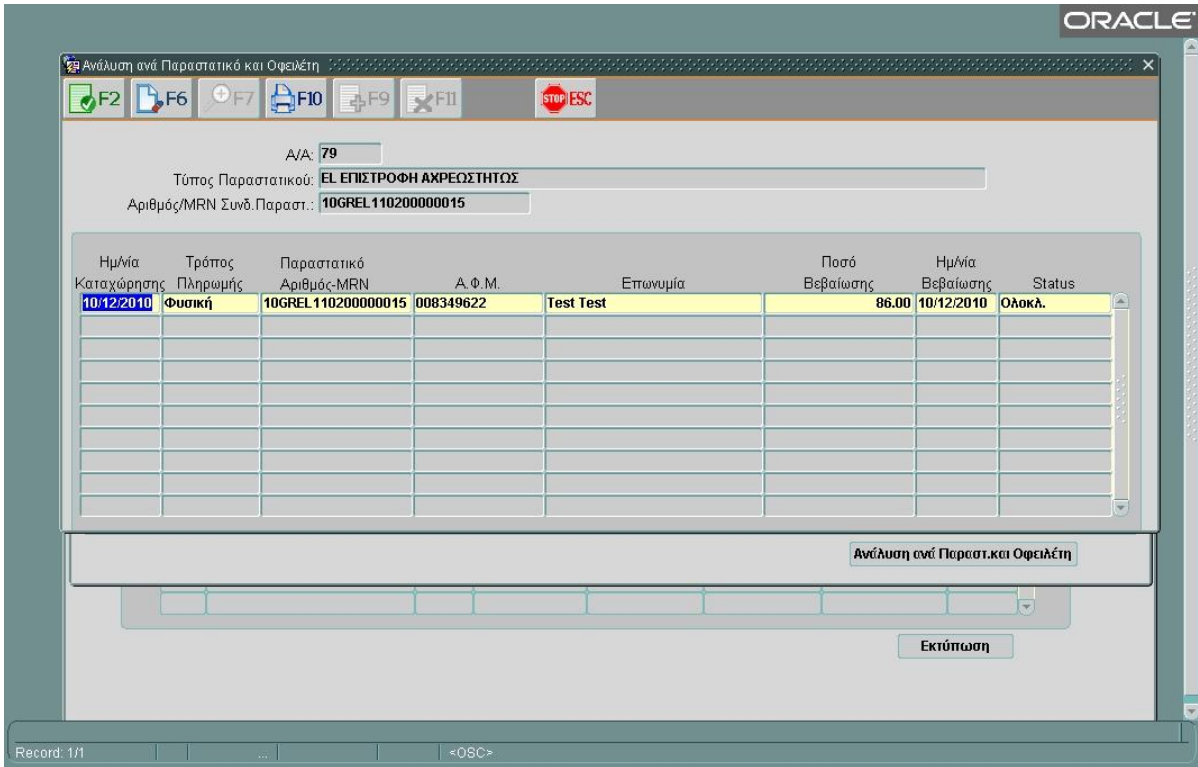 ORACLE
Ανάλυση ανά Παραστατικό και Οφειλέτη
F2 F6 F7 F10 F9 F11 STOP ESC
Α/Α: 79
Τύπος Παραστατικού: EL ΕΠΙΣΤΡΟΦΗ ΑΧΡΕΩΣΤΗΤΩΣ
Αριθμός/MRN Συνδ.Παραστ.: 10GREL110200000015
Ημ/νία Τρόπος Παραστατικό Ποσό Ημ/νία
Καταχώρησης Πληρωμής Αριθμός-MRN Α.Φ.Μ. Επωνυμία Βεβαίωσης Βεβαίωσης Status
10/12/2010 Φυσική 10GREL110200000015 008349622 Test Test 86.00 10/12/2010 Ολοκλ.
Ανάλυση ανά Παραστ.και Οφειλέτη
Εκτύπωση
Record: 1/1 ... <OSC>